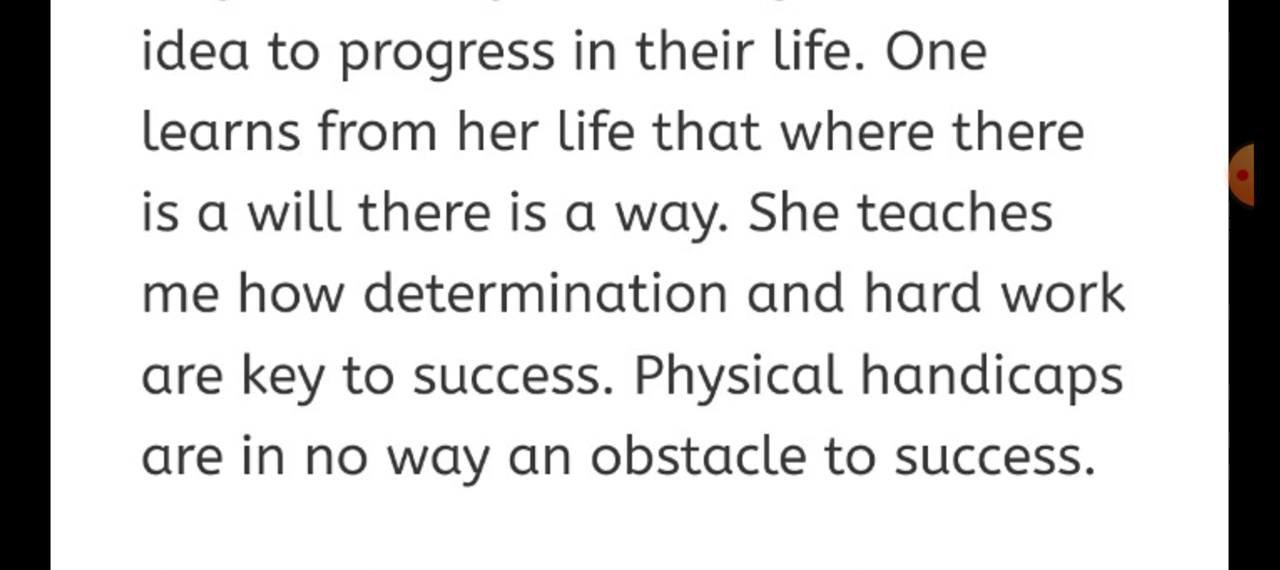 idea to progress in their life. One
learns from her life that where there
is a will there is a way. She teaches
me how determination and hard work
are key to success. Physical handicaps
are in no way an obstacle to success.